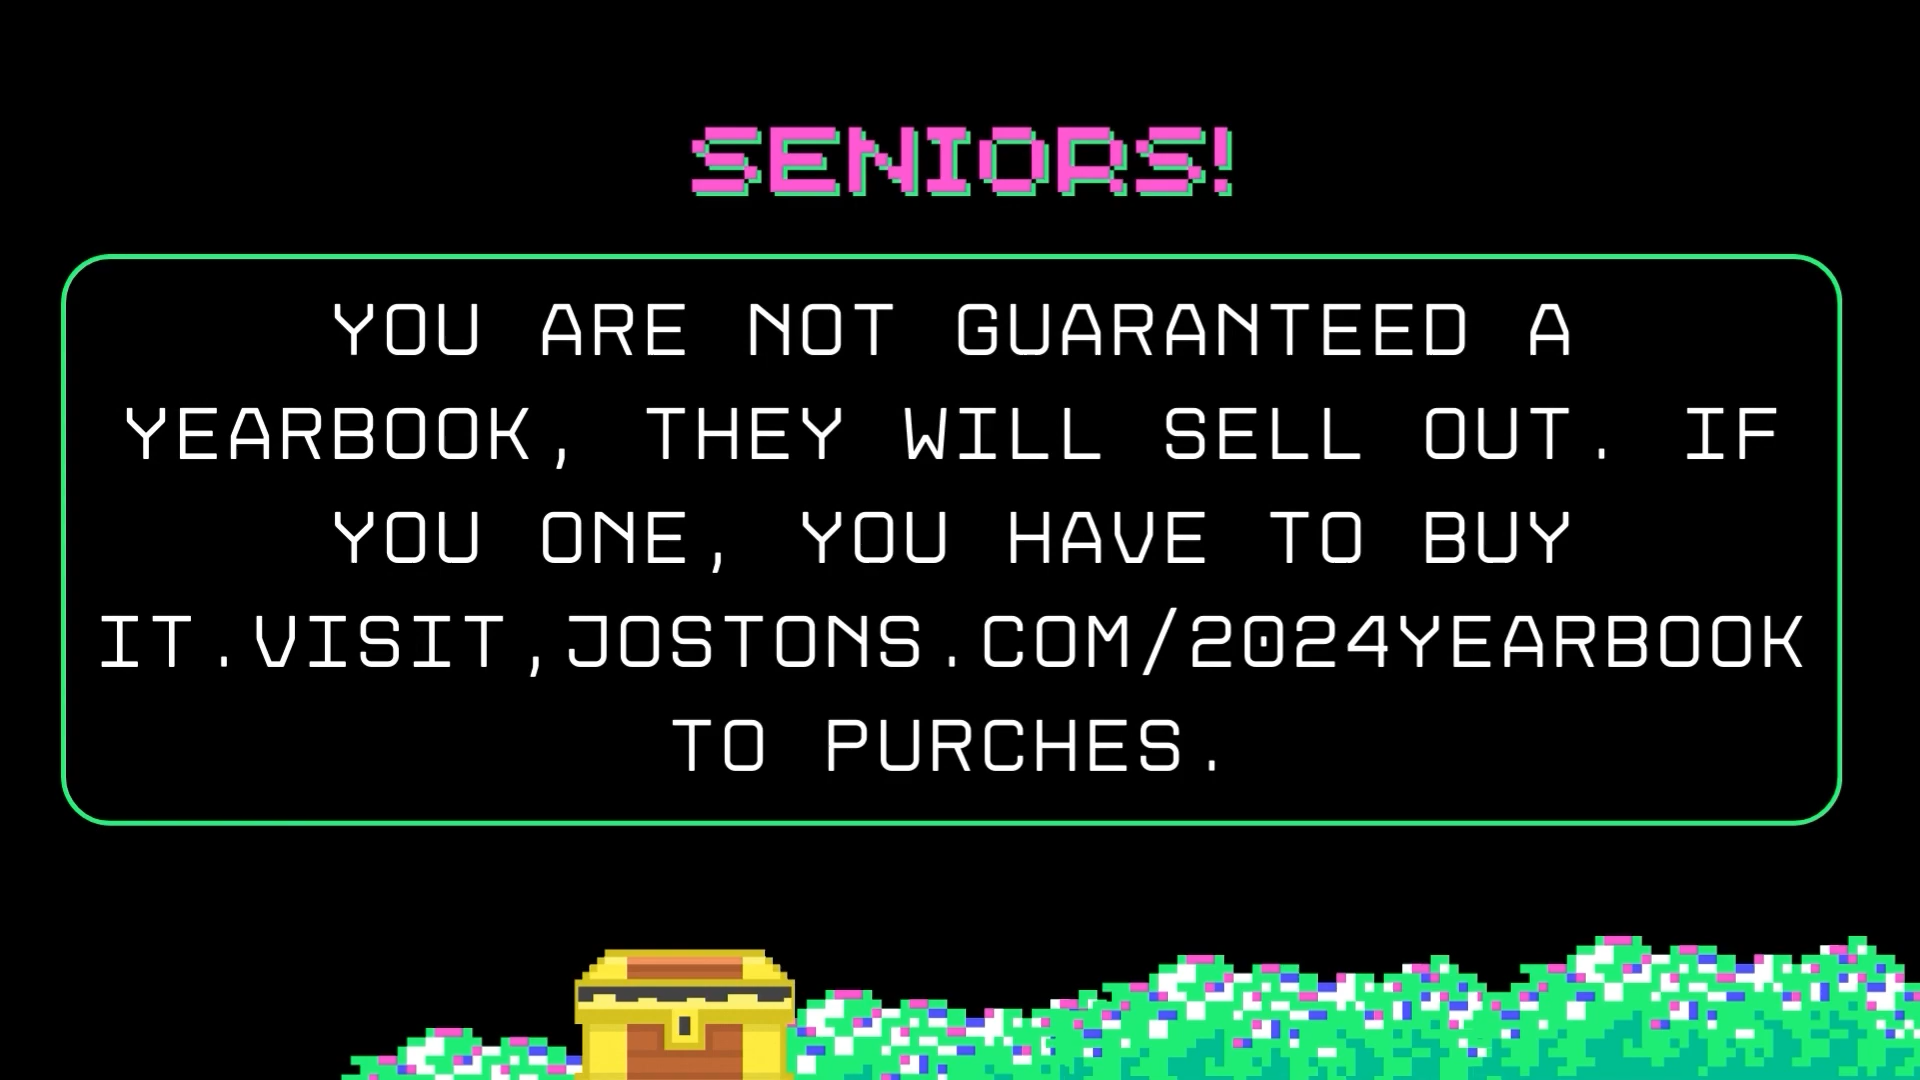 SENIORS!
YOU ARE NOT GUARANTEED A
YEARBOOK, THEY WILL SELL OUT. IF
YOU ONE, YOU HAVE TO BUY
IT.VISIT,JOSTONS.COM/2024YEARBOOK
TO PURCHES.